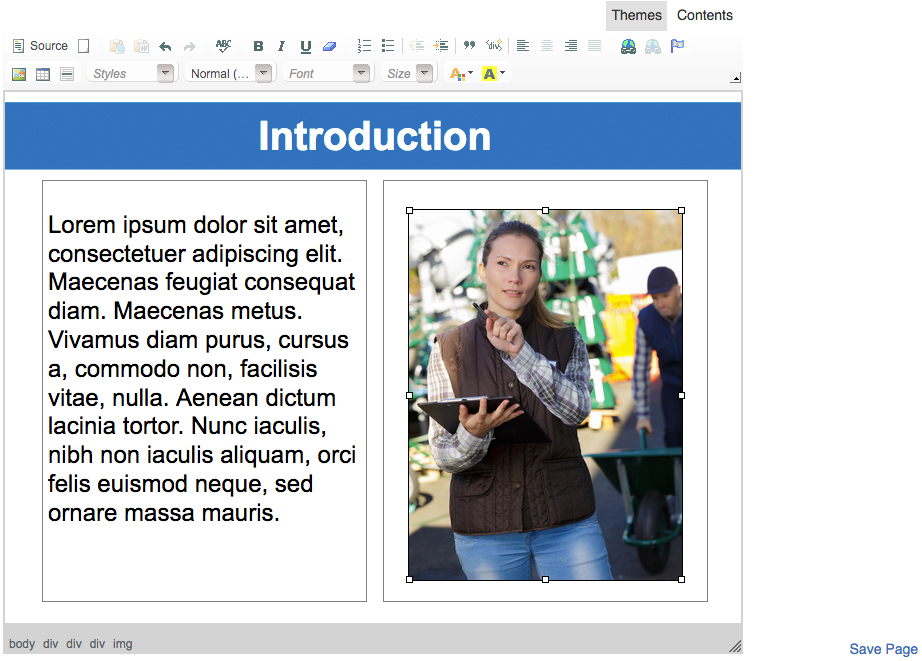 Themes Contents
Source ABC B I U
Styles Normal (... Font Size A A
Introduction
Lorem ipsum dolor sit amet,
consectetuer adipiscing elit.
Maecenas feugiat consequat
diam. Maecenas metus.
Vivamus diam purus, cursus
a, commodo non, facilisis
vitae, nulla. Aenean dictum
lacinia tortor. Nunc iaculis,
nibh non iaculis aliquam, orci
felis euismod neque, sed
ornare massa mauris.
body div div div img
Save Page